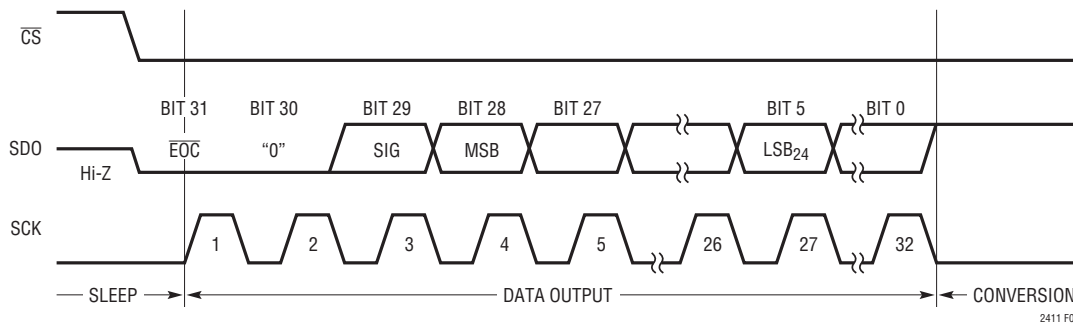 CS
BIT 31 BIT 30 BIT 29 BIT 28 BIT 27 BIT 5 BIT 0
SDO EOC "0" SIG MSB LSB24
Hi-Z
SCK 1 2 3 4 5 26 27 32
SLEEP DATA OUTPUT CONVERSION
2411 F0